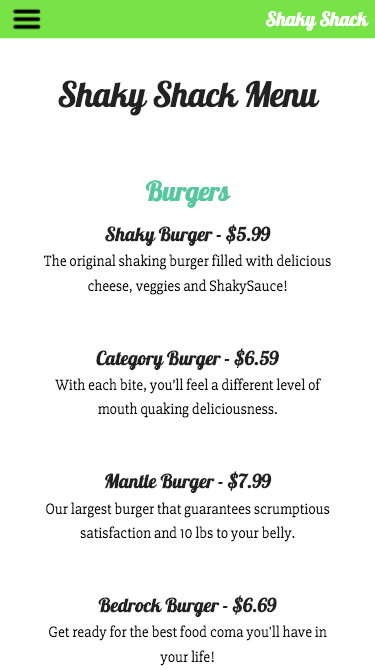 Shaky Shack
Shaky Shack Menu
Burgers
Shaky Burger - $5.99
The original shaking burger filled with delicious
cheese, veggies and ShakySauce!
Category Burger - $6.59
With each bite, you’ll feel a different level of
mouth quaking deliciousness.
Mantle Burger - $7.99
Our largest burger that guarantees scrumptious
satisfaction and 10 lbs to your belly.
Bedrock Burger - $6.69
Get ready for the best food coma you'll have in
your life!